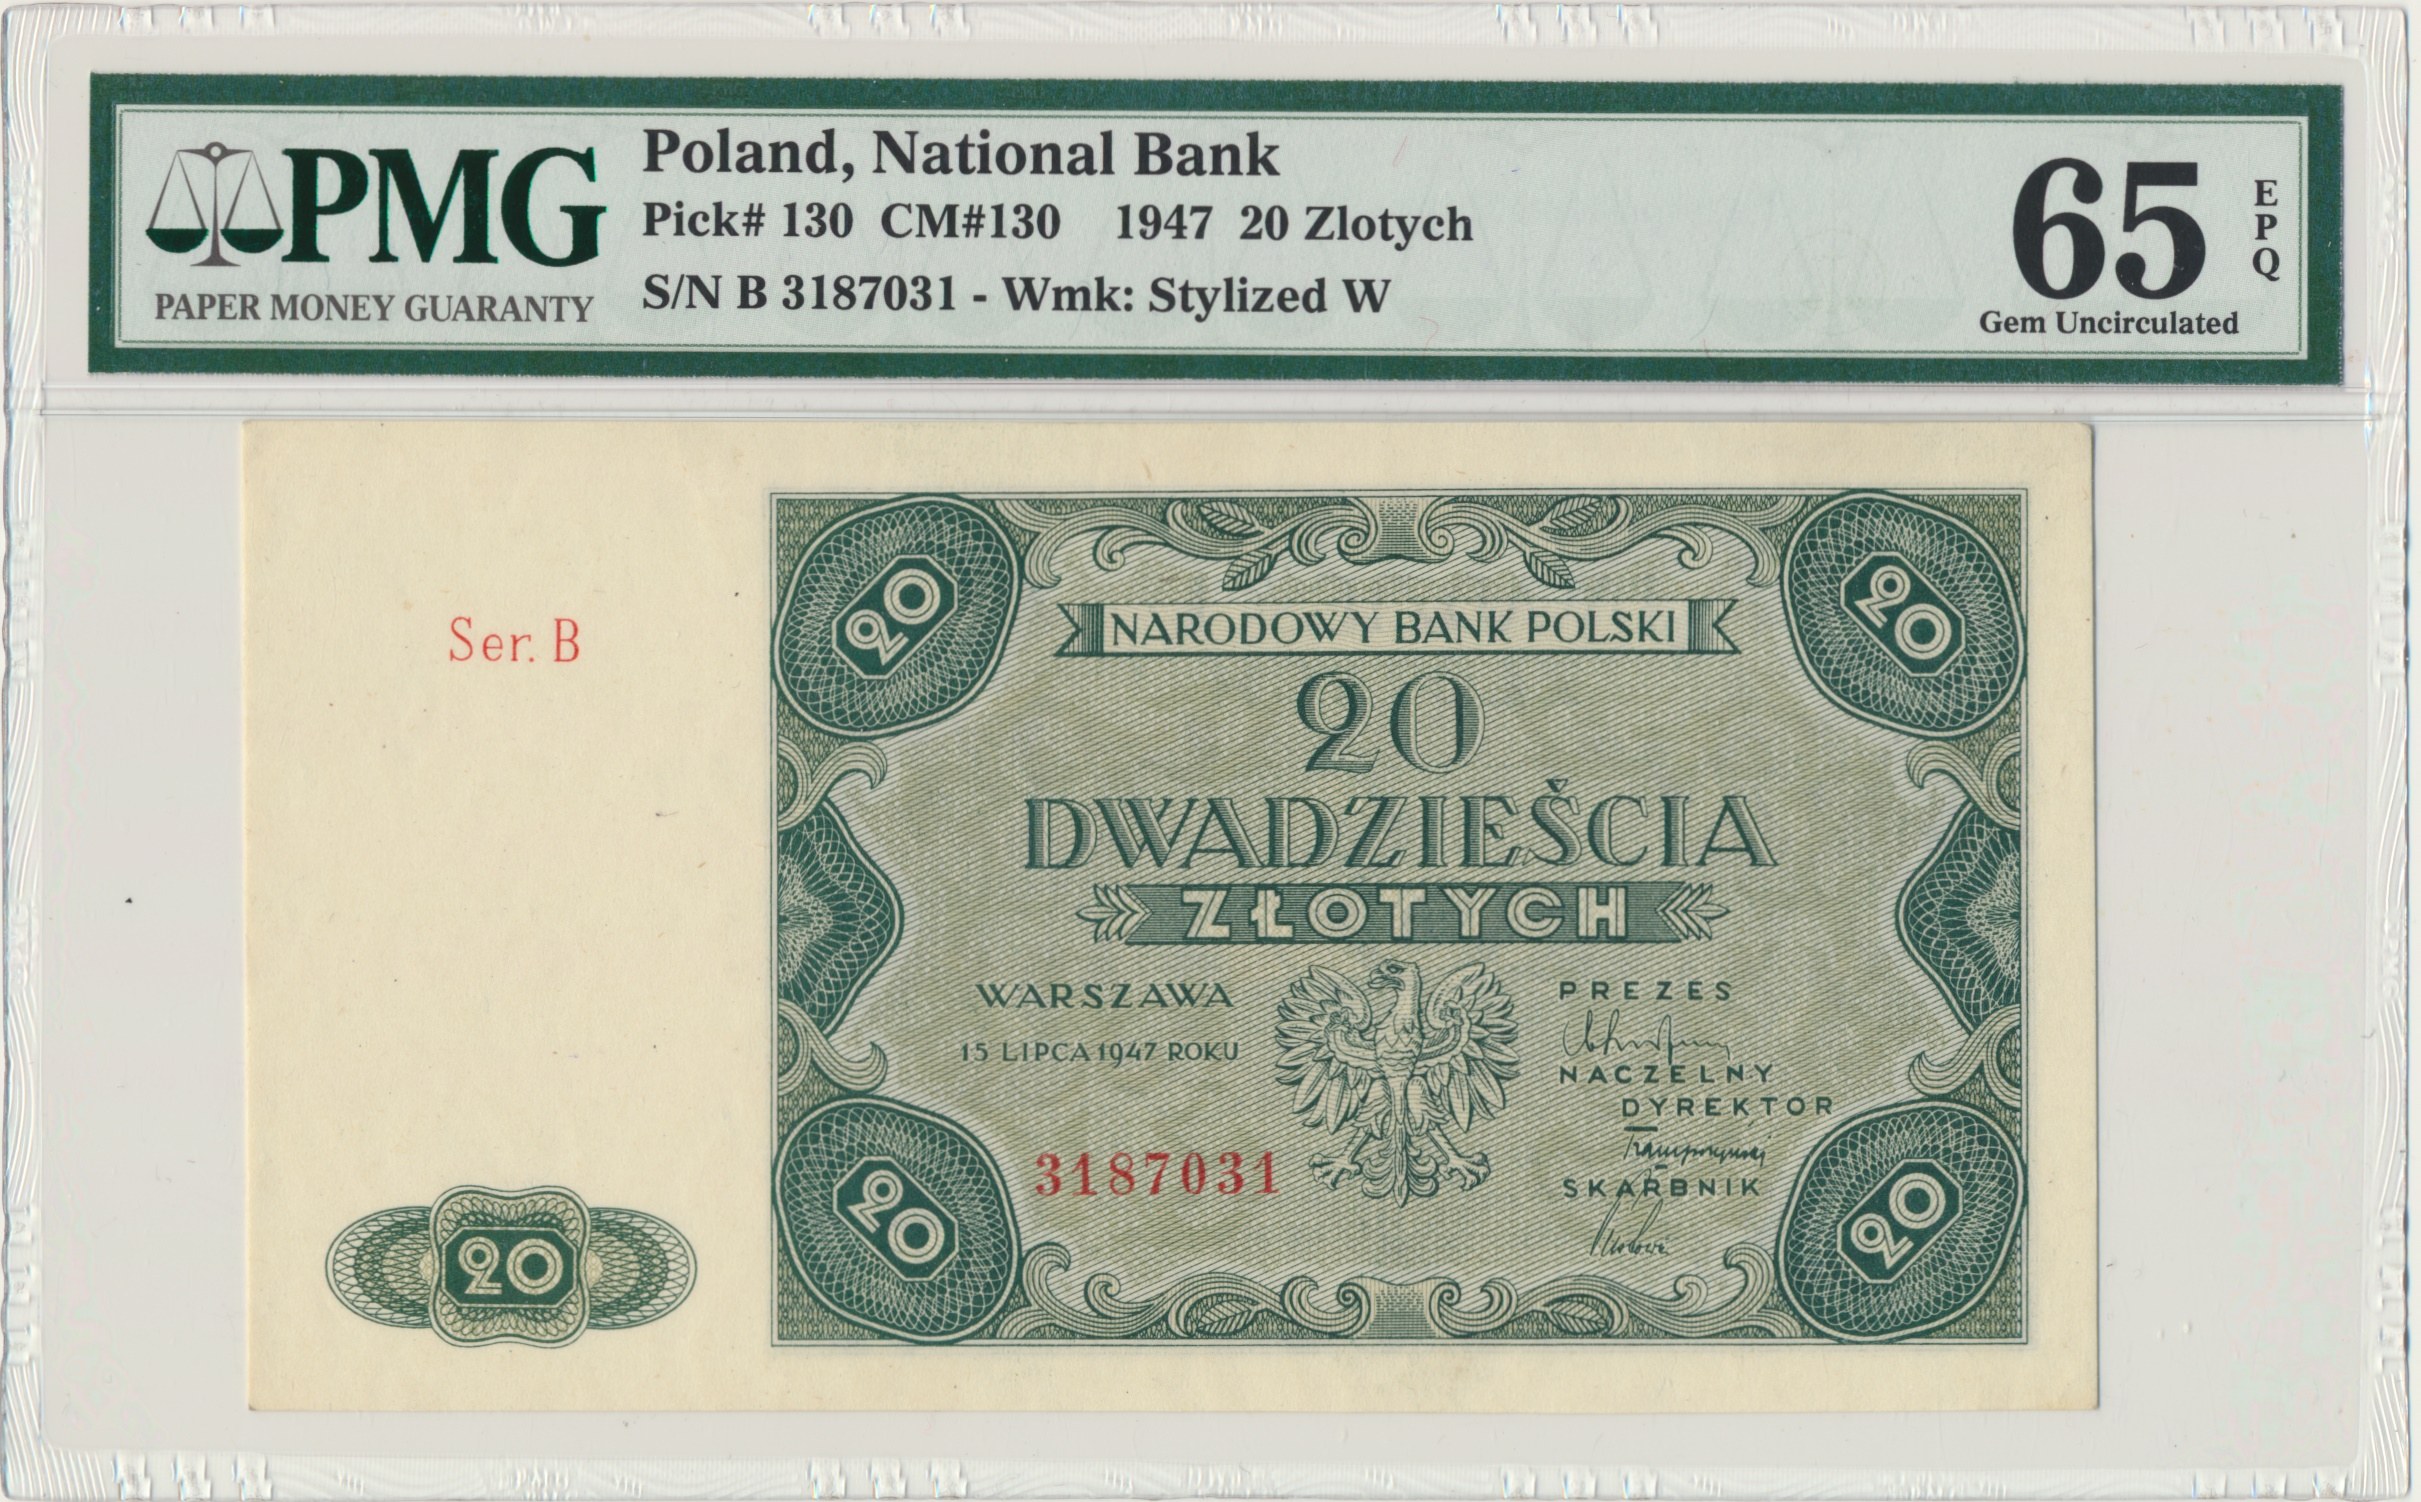 PMG
PAPER MONEY GUARANTY
Poland, National Bank
Pick# 130 CM#130 1947 20 Zlotych
S/N B 3187031 - Wmk: Stylized W
65
EPQ
Gem Uncirculated
Ser. B
20
20
NARODOWY BANK POLSKI
20
DWADZIEŚCIA
ZŁOTYCH
WARSZAWA
15 LIPCA 1947 ROKU
PREZES
NACZELNY
DYREKTOR
SKARBNIK
3187031
20
20
20